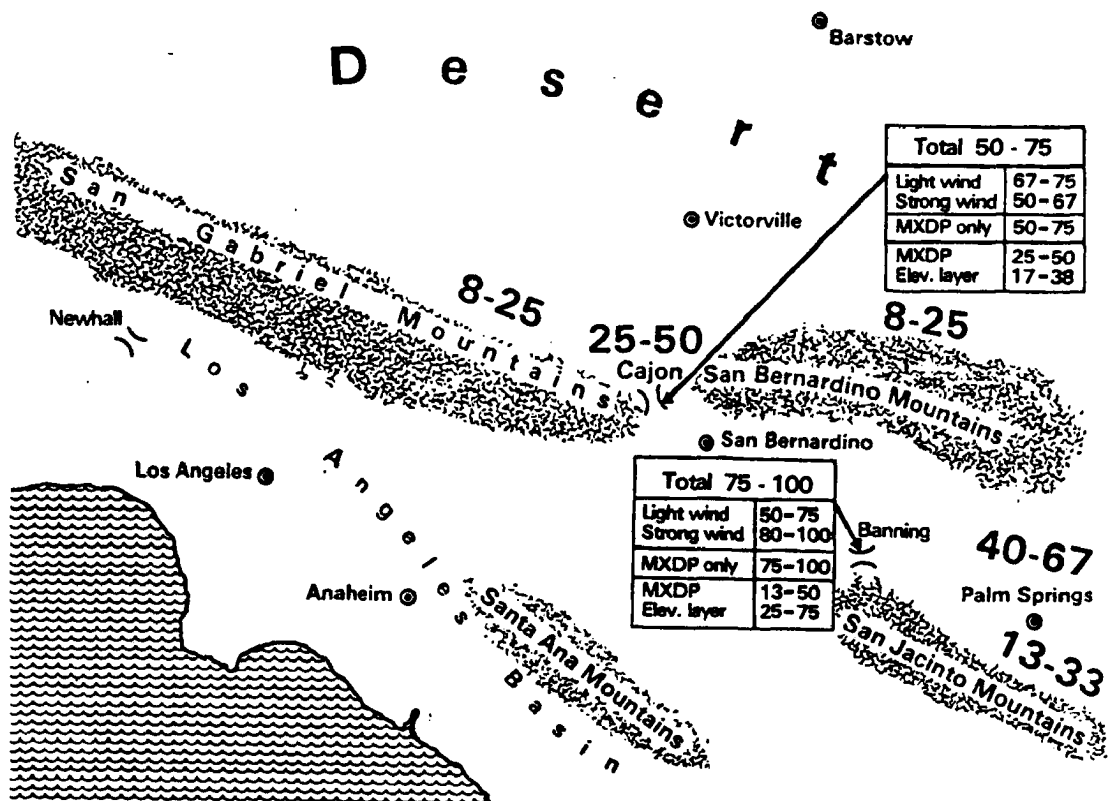 Barstow
Desert
Total 50 - 75
Light wind 67-75
Strong wind 50-67
MXDP only 50-75
MXDP 25-50
Elev. layer 17-38
Victorville
San Gabriel Mountains
8-25
Newhall
25-50
Cajon
8-25
San Bernardino Mountains
San Bernardino
Los Angeles Basin
Los Angeles
Total 75 - 100
Light wind 50-75
Strong wind 80-100
MXDP only 75-100
MXDP 13-50
Elev. layer 25-75
Banning
40-67
Palm Springs
13-33
San Jacinto Mountains
Anaheim
Santa Ana Mountains